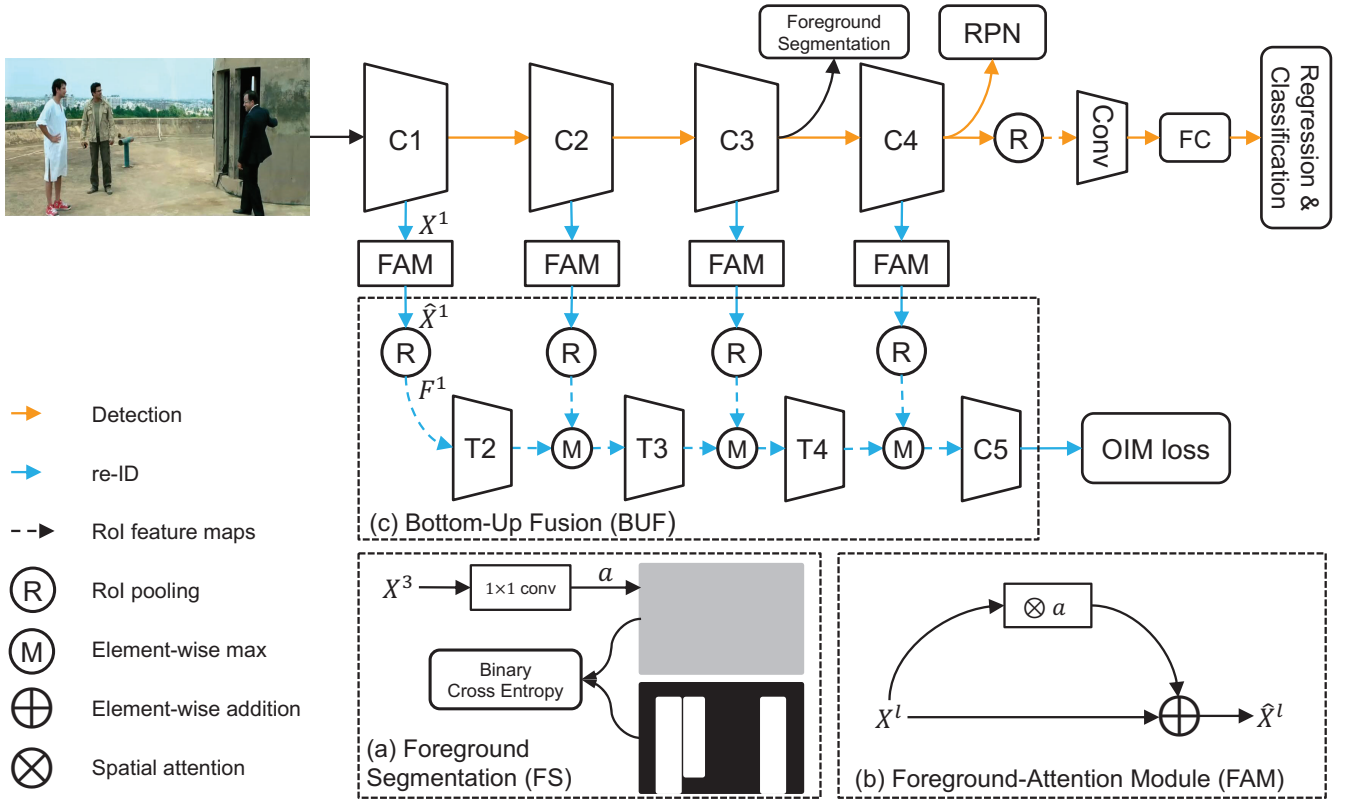 Foreground
Segmentation
RPN
C1
C2
C3
C4
R
Conv
FC
Regression &
Classification
X^1
FAM
FAM
FAM
FAM
X̂^1
R
R
R
R
F^1
T2
M
T3
M
T4
M
C5
OIM loss
(c) Bottom-Up Fusion (BUF)
Detection
re-ID
RoI feature maps
R RoI pooling
M Element-wise max
⊕ Element-wise addition
⊗ Spatial attention
X^3
1×1 conv
a
Binary
Cross Entropy
(a) Foreground
Segmentation (FS)
⊗ a
X^l
X̂^l
(b) Foreground-Attention Module (FAM)